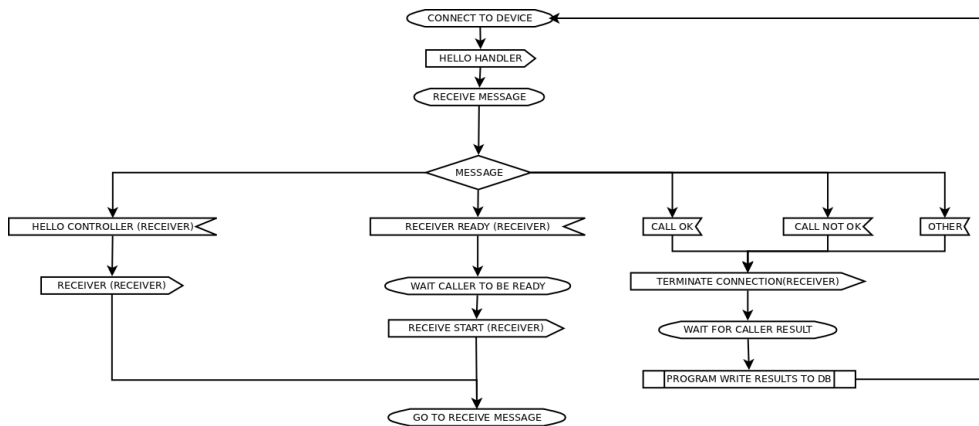 CONNECT TO DEVICE
HELLO HANDLER
RECEIVE MESSAGE
MESSAGE
HELLO CONTROLLER (RECEIVER)
RECEIVER READY (RECEIVER)
CALL OK
CALL NOT OK
OTHER
RECEIVER (RECEIVER)
WAIT CALLER TO BE READY
TERMINATE CONNECTION(RECEIVER)
RECEIVE START (RECEIVER)
WAIT FOR CALLER RESULT
PROGRAM WRITE RESULTS TO DB
GO TO RECEIVE MESSAGE